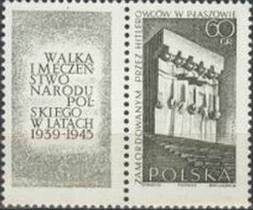 WALKA
I MĘCZEŃ-
STWO
NARODU
POL-
SKIEGO
W LATACH
1939-1945
60
GR
ZAMORDOWANYM PRZEZ HITLEROWCÓW W PŁASZOWIE
POLSKA